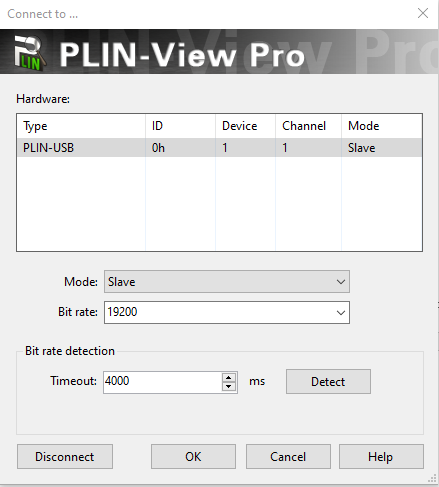 Connect to ...
PLIN
PLIN-View Pro
Hardware:
Type ID Device Channel Mode
PLIN-USB 0h 1 1 Slave
Mode: Slave
Bit rate: 19200
Bit rate detection
Timeout: 4000 ms Detect
Disconnect OK Cancel Help